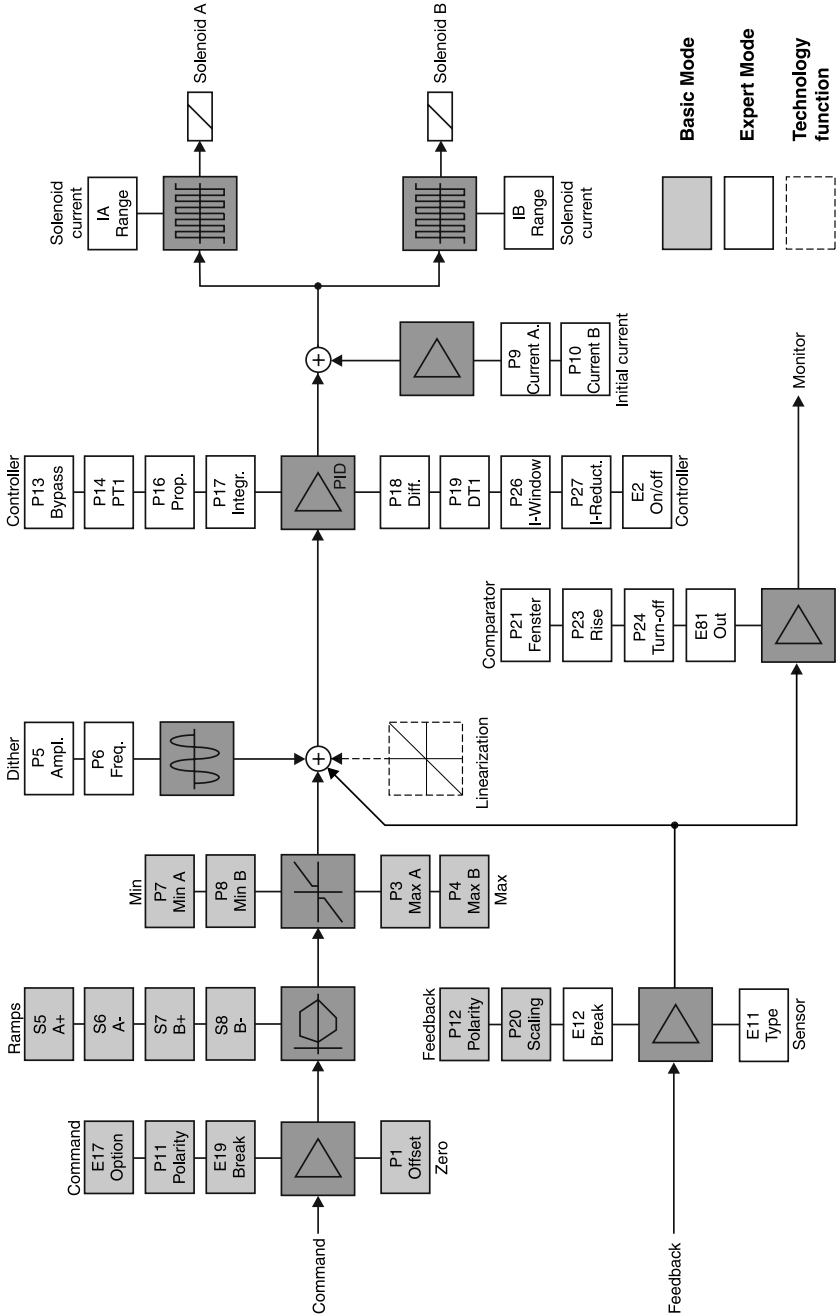 Command
Command
E17
Option
P11
Polarity
E19
Break
P1
Offset
Zero
Ramps
S5
A+
S6
A-
S7
B+
S8
B-
Min
P7
Min A
P8
Min B
P3
Max A
P4
Max B
Max
Dither
P5
Ampl.
P6
Freq.
+
Linearization
Controller
P13
Bypass
P14
PT1
P16
Prop.
P17
Integr.
PID
P18
Diff.
P19
DT1
P26
I-Window
P27
I-Reduct.
E2
On/off
Controller
+
P9
Current A.
P10
Current B
Initial current
Solenoid
current
IA
Range
Solenoid A
Solenoid B
IB
Range
Solenoid
current
Feedback
Feedback
P12
Polarity
P20
Scaling
E12
Break
E11
Type
Sensor
Comparator
P21
Fenster
P23
Rise
P24
Turn-off
E81
Out
Monitor
Basic Mode
Expert Mode
Technology
function